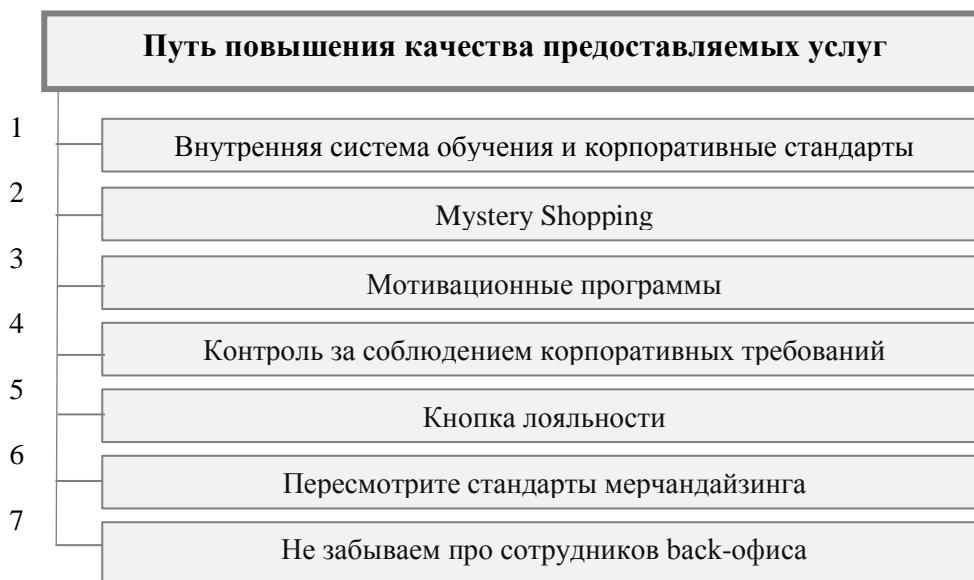 Путь повышения качества предоставляемых услуг
1 Внутренняя система обучения и корпоративные стандарты
2 Mystery Shopping
3 Мотивационные программы
4 Контроль за соблюдением корпоративных требований
5 Кнопка лояльности
6 Пересмотрите стандарты мерчандайзинга
7 Не забываем про сотрудников back-офиса